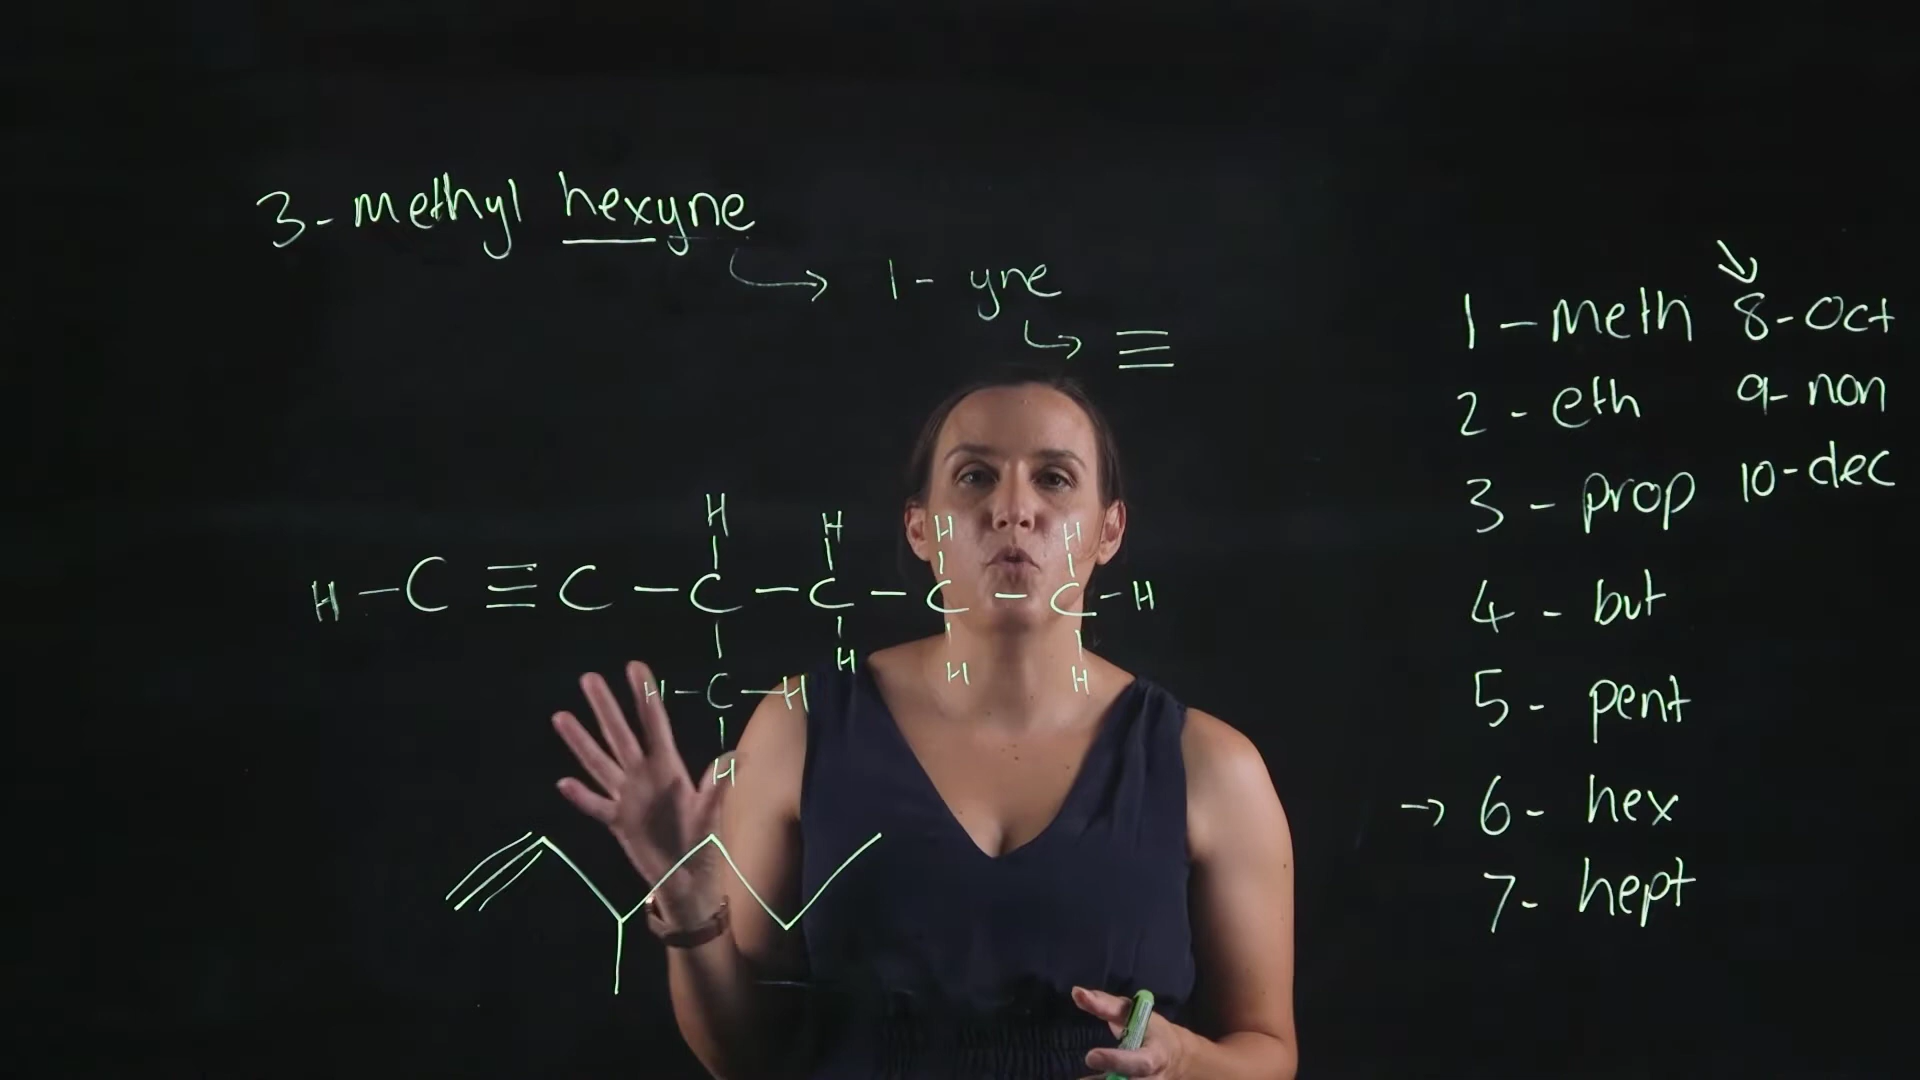 3- methyl hexyne
1- yne
H
H
H
H
H-C≡C-C-C-C-C-H
H
H
H
H-C-H
H
1-meth 8-Oct
2-eth 9-non
3-prop 10-dec
4-but
5-pent
→ 6-hex
7-hept